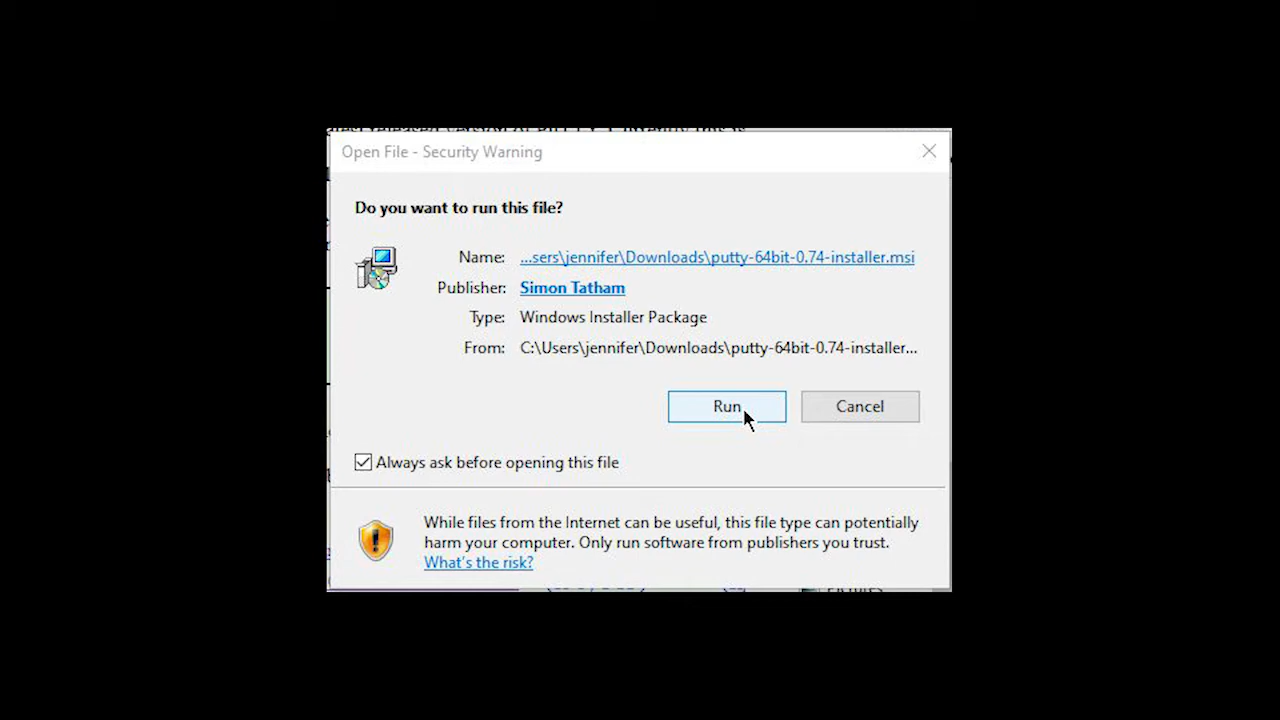 Open File - Security Warning
Do you want to run this file?
Name: ...sers\jennifer\Downloads\putty-64bit-0.74-installer.msi
Publisher: Simon Tatham
Type: Windows Installer Package
From: C:\Users\jennifer\Downloads\putty-64bit-0.74-installer...
Run Cancel
Always ask before opening this file
While files from the Internet can be useful, this file type can potentially
harm your computer. Only run software from publishers you trust.
What's the risk?